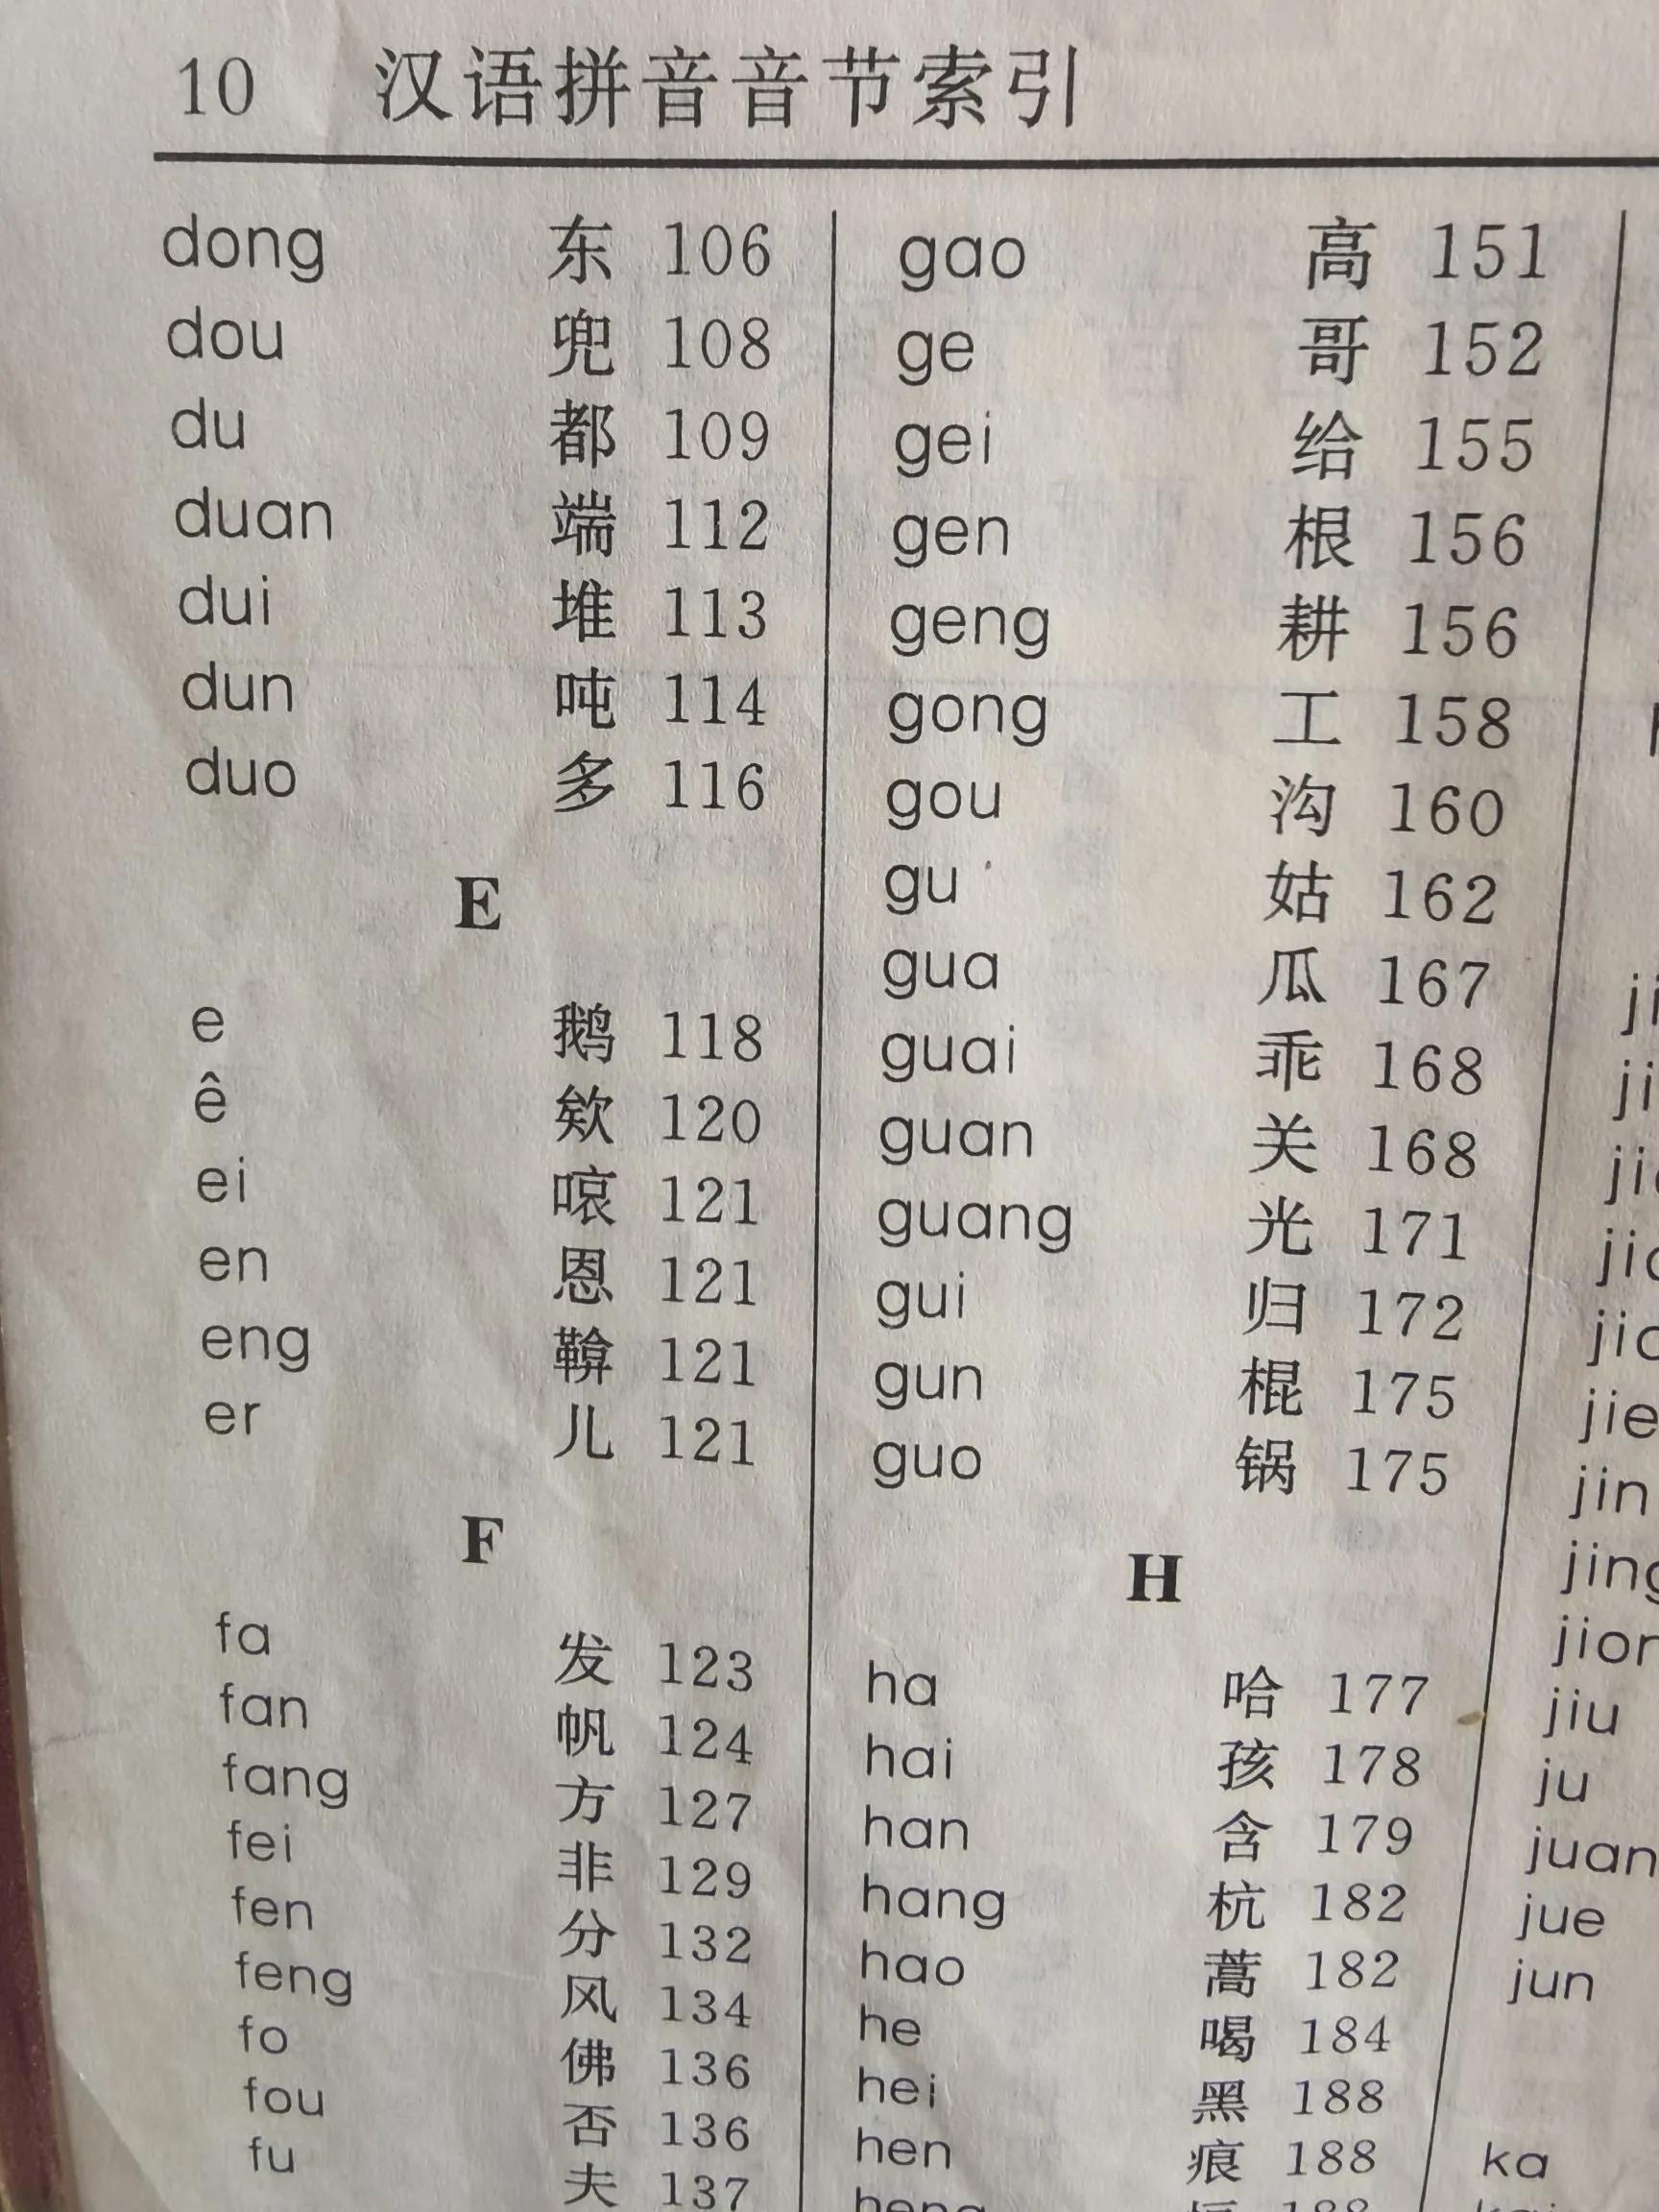 10 汉语拼音音节索引
dong 东 106
dou 兜 108
du 都 109
duan 端 112
dui 堆 113
dun 吨 114
duo 多 116
E
e 鹅 118
ê 欸 120
ei 𠲎 121
en 恩 121
eng 鞥 121
er 儿 121
F
fa 发 123
fan 帆 124
fang 方 127
fei 非 129
fen 分 132
feng 风 134
fo 佛 136
fou 否 136
fu 夫 137
gao 高 151
ge 哥 152
gei 给 155
gen 根 156
geng 耕 156
gong 工 158
gou 沟 160
gu 姑 162
gua 瓜 167
guai 乖 168
guan 关 168
guang 光 171
gui 归 172
gun 棍 175
guo 锅 175
H
ha 哈 177
hai 孩 178
han 含 179
hang 杭 182
hao 蒿 182
he 喝 184
hei 黑 188
hen 痕 188
jie
jin
jiu
ju
juan
jue
jun
ka